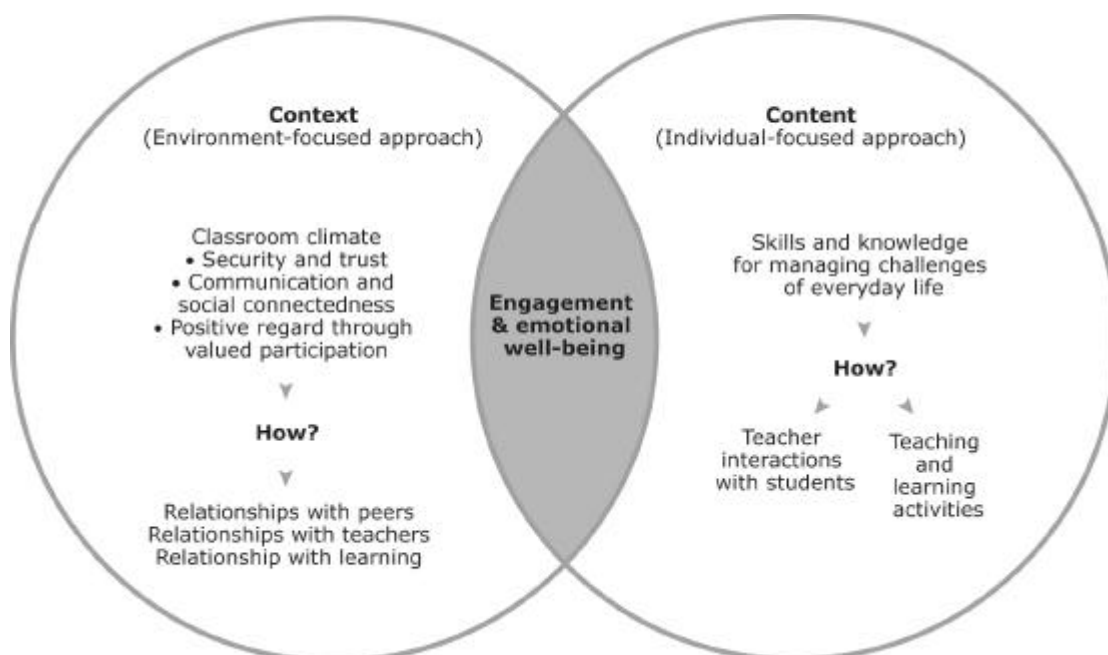 Context
(Environment-focused approach)
Classroom climate
• Security and trust
• Communication and
social connectedness
• Positive regard through
valued participation
How?
Relationships with peers
Relationships with teachers
Relationship with learning
Engagement
& emotional
well-being
Content
(Individual-focused approach)
Skills and knowledge
for managing challenges
of everyday life
How?
Teacher
interactions
with students
Teaching
and
learning
activities